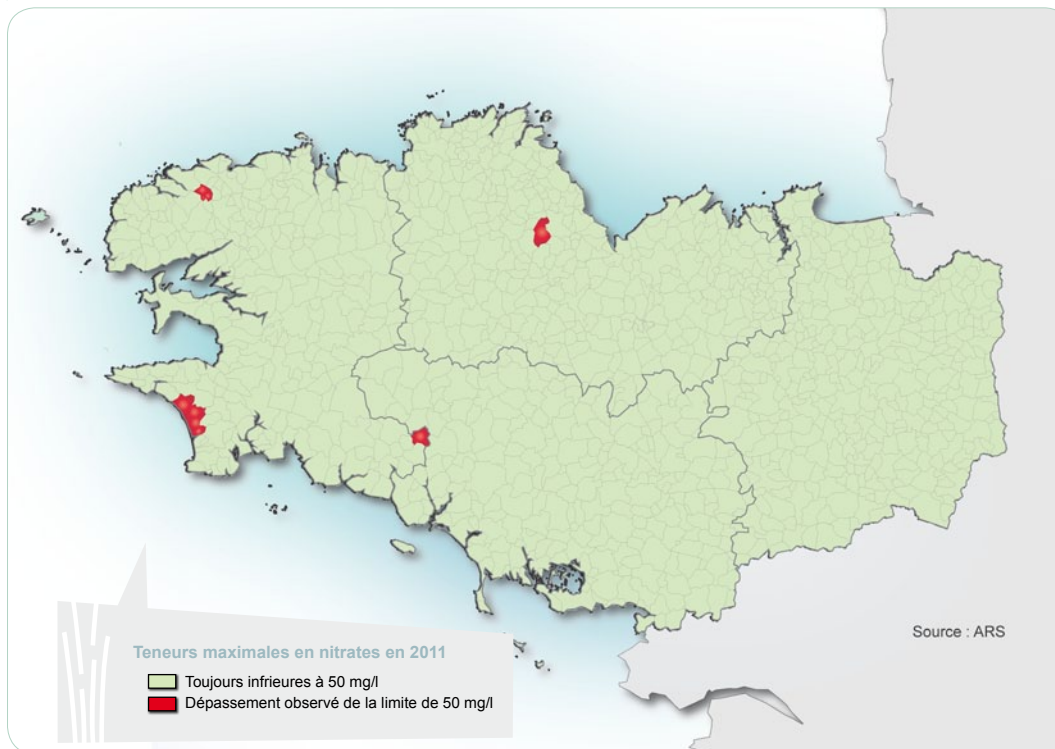 Source : ARS
Teneurs maximales en nitrates en 2011
Toujours infrieures à 50 mg/l
Dépassement observé de la limite de 50 mg/l